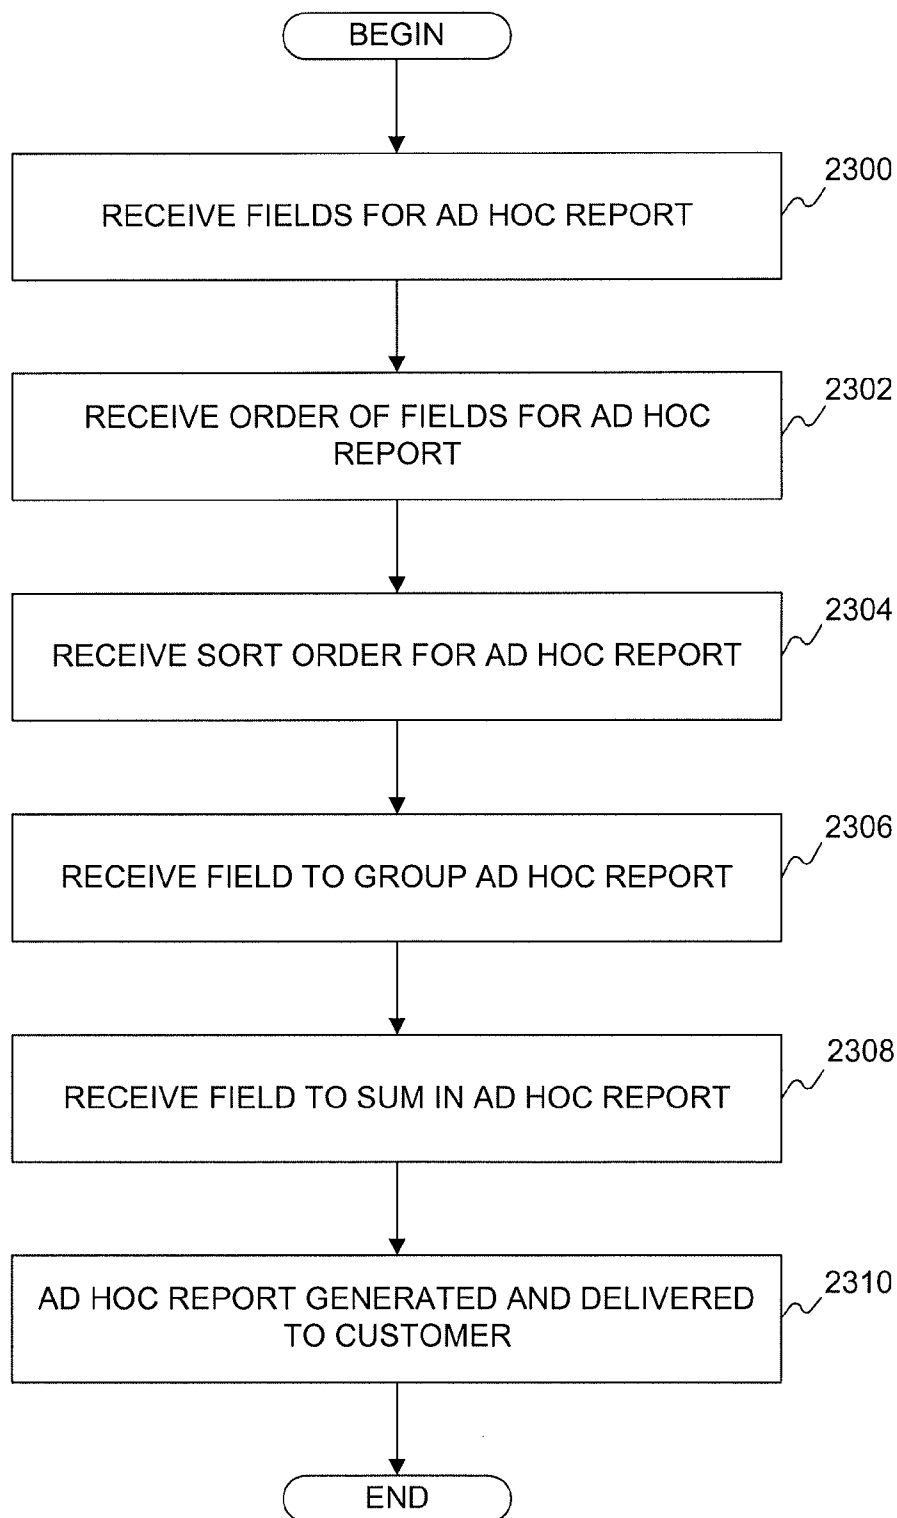 BEGIN
2300
RECEIVE FIELDS FOR AD HOC REPORT
2302
RECEIVE ORDER OF FIELDS FOR AD HOC
REPORT
2304
RECEIVE SORT ORDER FOR AD HOC REPORT
2306
RECEIVE FIELD TO GROUP AD HOC REPORT
2308
RECEIVE FIELD TO SUM IN AD HOC REPORT
2310
AD HOC REPORT GENERATED AND DELIVERED
TO CUSTOMER
END